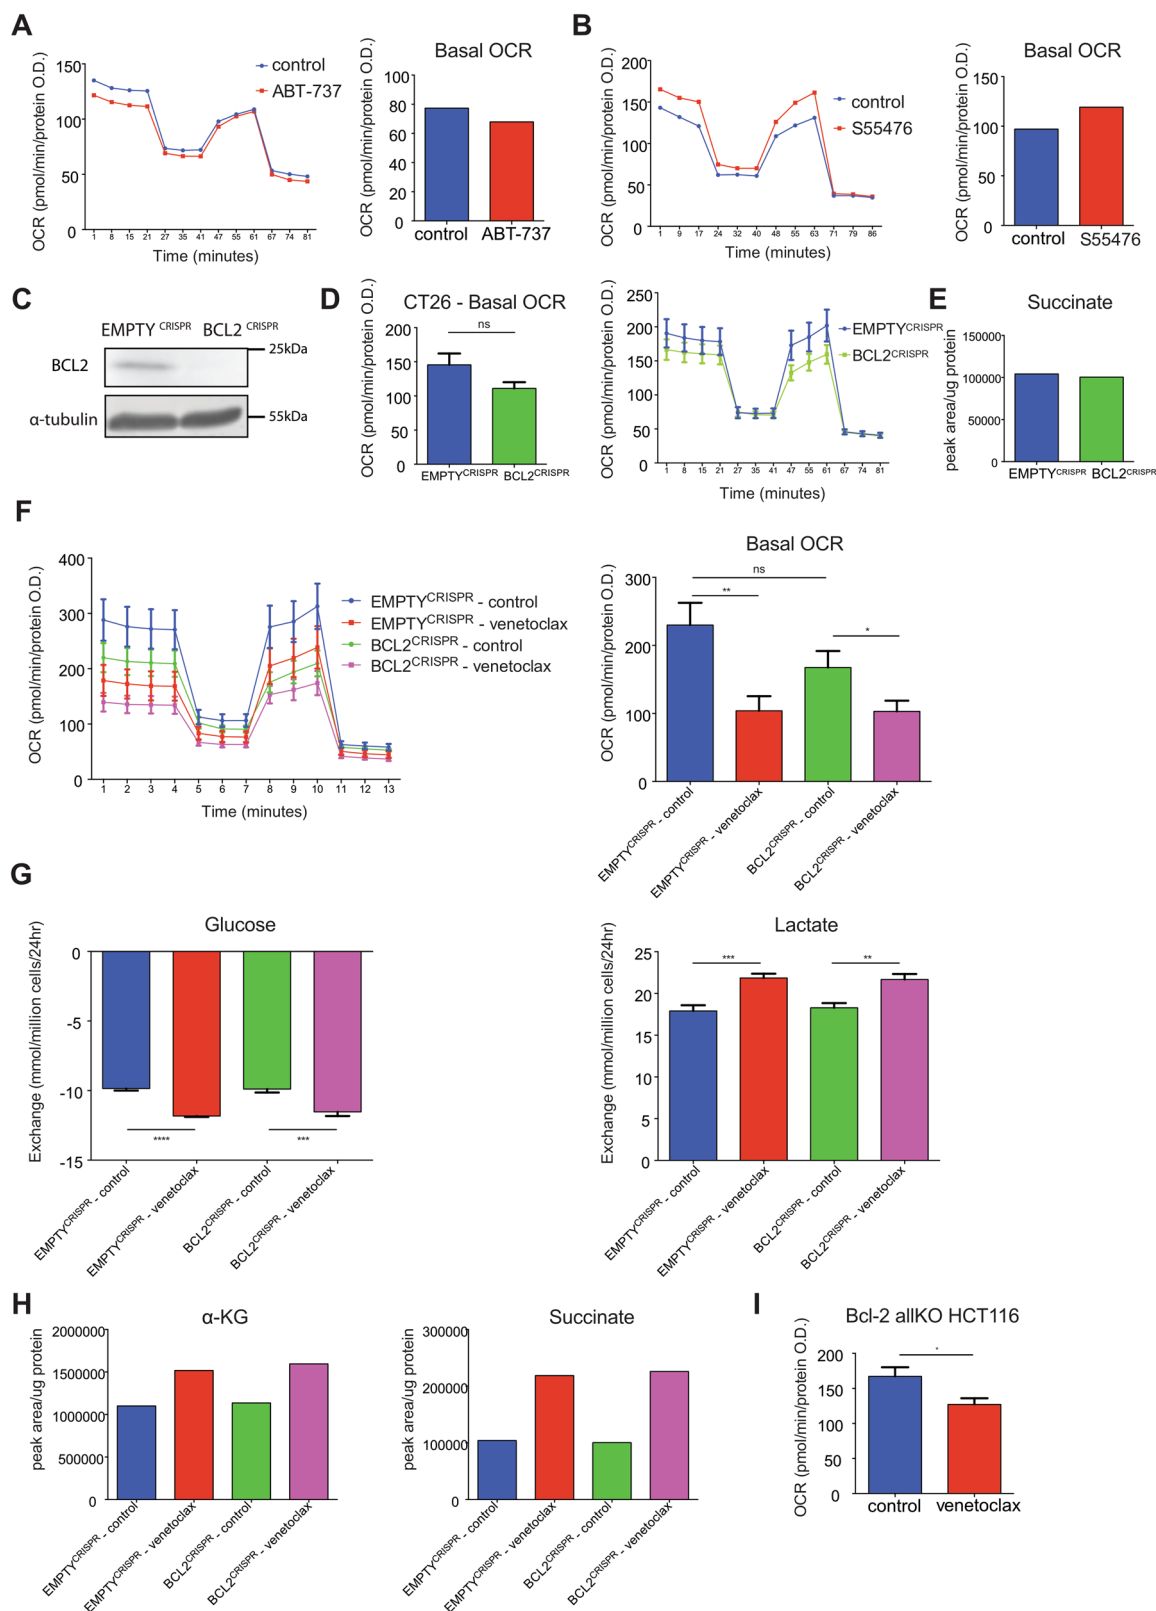 A
OCR (pmol/min/protein O.D.)
150
100
50
0
1 8 15 21 27 35 41 47 55 61 67 74 81
Time (minutes)
control
ABT-737
Basal OCR
OCR (pmol/min/protein O.D.)
100
80
60
40
20
0
control ABT-737
B
OCR (pmol/min/protein O.D.)
200
150
100
50
0
1 9 17 24 32 40 48 55 63 71 79 86
Time (minutes)
control
S55476
Basal OCR
OCR (pmol/min/protein O.D.)
150
100
50
0
control S55476
C
EMPTY CRISPR BCL2 CRISPR
BCL2
25kDa
α-tubulin
55kDa
D
CT26 - Basal OCR
OCR (pmol/min/protein O.D.)
200
150
100
50
0
ns
EMPTYCRISPR BCL2CRISPR
OCR (pmol/min/protein O.D.)
250
200
150
100
50
0
1 8 15 21 27 35 41 47 55 61 67 74 81
Time (minutes)
EMPTYCRISPR
BCL2CRISPR
E
Succinate
peak area/ug protein
150000
100000
50000
0
EMPTYCRISPR BCL2CRISPR
F
OCR (pmol/min/protein O.D.)
400
300
200
100
0
1 2 3 4 5 6 7 8 9 10 11 12 13
Time (minutes)
EMPTYCRISPR - control
EMPTYCRISPR - venetoclax
BCL2CRISPR - control
BCL2CRISPR - venetoclax
Basal OCR
OCR (pmol/min/protein O.D.)
300
200
100
0
ns
**
*
EMPTYCRISPR - control
EMPTYCRISPR - venetoclax
BCL2CRISPR - control
BCL2CRISPR - venetoclax
G
Glucose
Exchange (mmol/million cells/24hr)
0
-5
-10
-15
****
***
EMPTYCRISPR - control
EMPTYCRISPR - venetoclax
BCL2CRISPR - control
BCL2CRISPR - venetoclax
Lactate
Exchange (mmol/million cells/24hr)
25
20
15
10
5
0
***
**
EMPTYCRISPR - control
EMPTYCRISPR - venetoclax
BCL2CRISPR - control
BCL2CRISPR - venetoclax
H
α-KG
peak area/ug protein
2000000
1500000
1000000
500000
0
EMPTYCRISPR - control
EMPTYCRISPR - venetoclax
BCL2CRISPR - control
BCL2CRISPR - venetoclax
Succinate
peak area/ug protein
300000
200000
100000
0
EMPTYCRISPR - control
EMPTYCRISPR - venetoclax
BCL2CRISPR - control
BCL2CRISPR - venetoclax
I
Bcl-2 allKO HCT116
OCR (pmol/min/protein O.D.)
200
150
100
50
0
*
control venetoclax